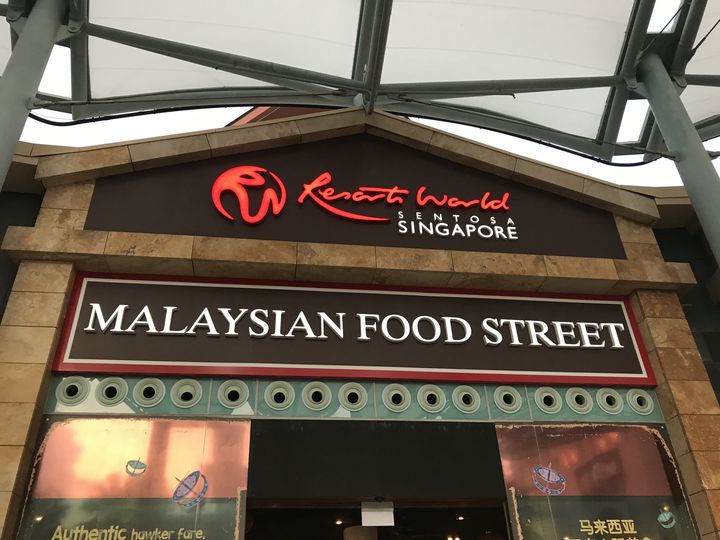 Resorts World
SENTOSA
SINGAPORE
MALAYSIAN FOOD STREET
Authentic hawker fare,
马来西亚